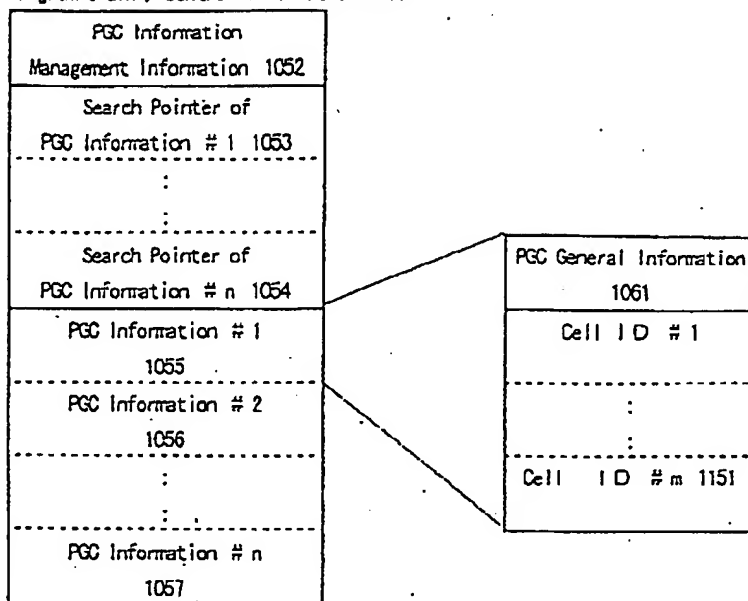 PGC Information
Management Information 1052
Search Pointer of
PGC Information # 1 1053
:
:
Search Pointer of
PGC Information # n 1054
PGC Information # 1
1055
PGC Information # 2
1056
:
:
PGC Information # n
1057
PGC General Information
1061
Cell ID # 1
:
:
Cell ID # m 1151